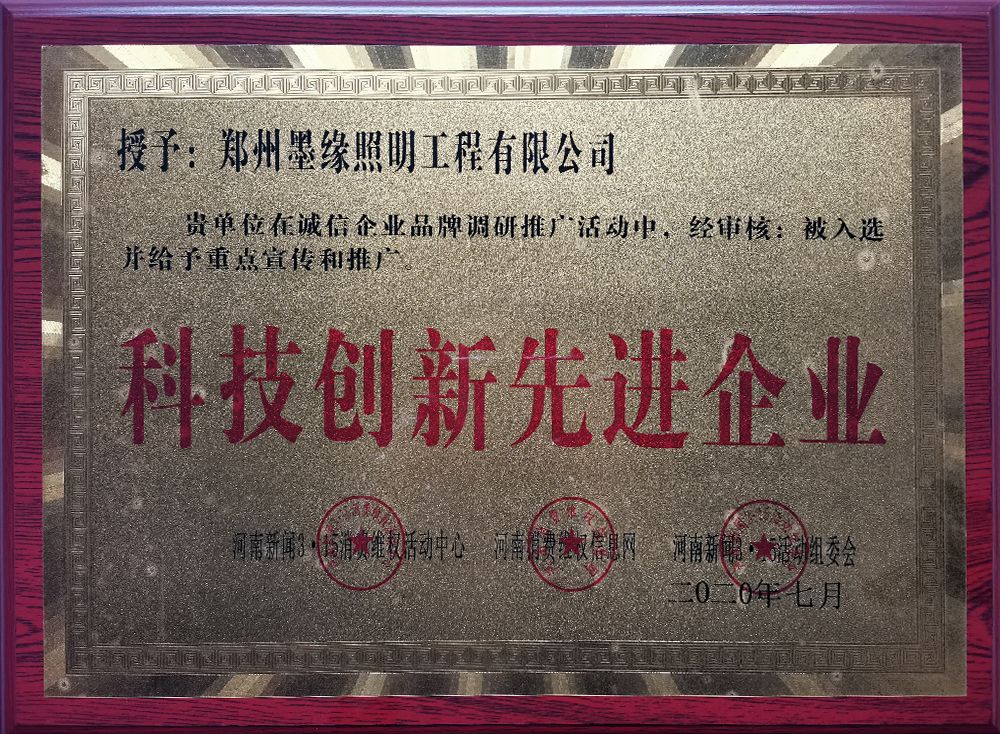 授予：郑州墨缘照明工程有限公司
贵单位在诚信企业品牌调研推广活动中，经审核：被入选
并给予重点宣传和推广。
科技创新先进企业
河南新闻3·15消费维权活动中心 河南消费维权信息网 河南新闻3·15活动组委会
二〇二〇年七月